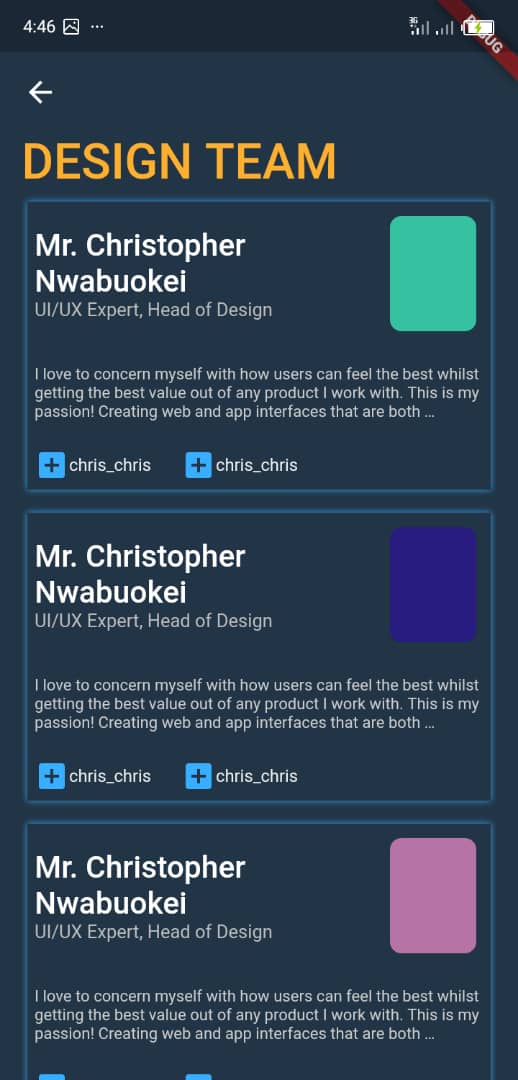 4:46
3G
DEBUG
DESIGN TEAM
Mr. Christopher
Nwabuokei
UI/UX Expert, Head of Design
I love to concern myself with how users can feel the best whilst
getting the best value out of any product I work with. This is my
passion! Creating web and app interfaces that are both ...
chris_chris chris_chris
Mr. Christopher
Nwabuokei
UI/UX Expert, Head of Design
I love to concern myself with how users can feel the best whilst
getting the best value out of any product I work with. This is my
passion! Creating web and app interfaces that are both ...
chris_chris chris_chris
Mr. Christopher
Nwabuokei
UI/UX Expert, Head of Design
I love to concern myself with how users can feel the best whilst
getting the best value out of any product I work with. This is my
passion! Creating web and app interfaces that are both ...